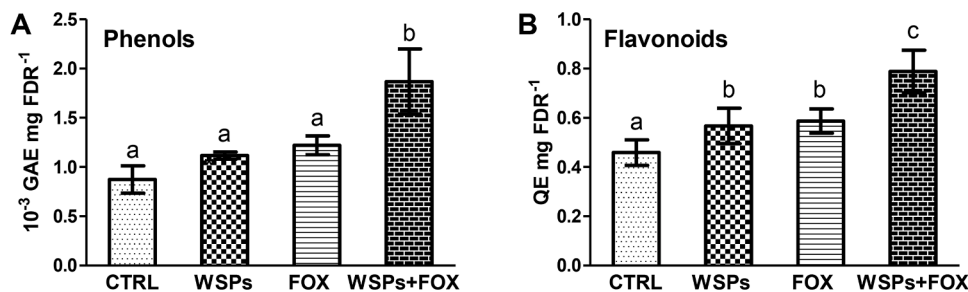 A
Phenols
10⁻³ GAE mg FDR⁻¹
2.5
2.0
1.5
1.0
0.5
0.0
a
a
a
b
CTRL WSPs FOX WSPs+FOX
B
Flavonoids
QE mg FDR⁻¹
1.0
0.8
0.6
0.4
0.2
0.0
a
b
b
c
CTRL WSPs FOX WSPs+FOX